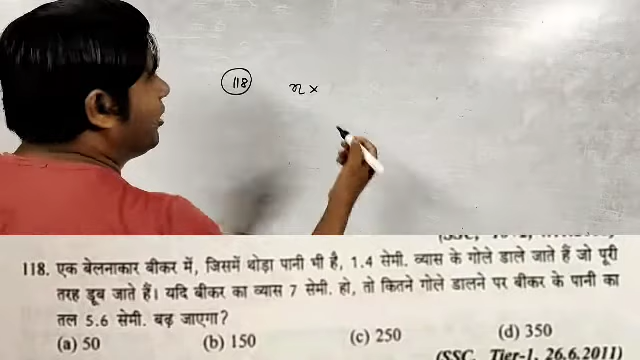 118 n ×
118. एक बेलनाकार बीकर में, जिसमें थोड़ा पानी भी है, 1.4 सेमी. व्यास के गोले डाले जाते हैं जो पूरी
तरह डूब जाते हैं। यदि बीकर का व्यास 7 सेमी. हो, तो कितने गोले डालने पर बीकर के पानी का
तल 5.6 सेमी. बढ़ जाएगा?
(a) 50 (b) 150 (c) 250 (d) 350
(SSC, Tier-1, 26.6.2011)